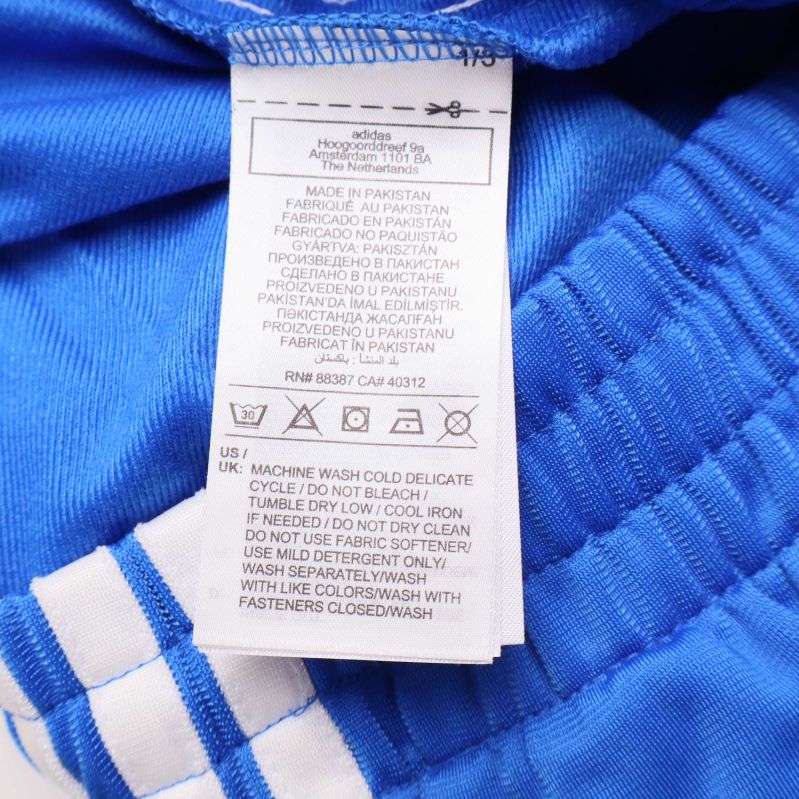 1/3
adidas
Hoogoorddreef 9a
Amsterdam 1101 BA
The Netherlands
MADE IN PAKISTAN
FABRIQUÉ AU PAKISTAN
FABRICADO EN PAKISTÁN
FABRICADO NO PAQUISTÃO
GYÁRTVA: PAKISZTÁN
ПРОИЗВЕДЕНО В ПАКИСТАН
СДЕЛАНО В ПАКИСТАНЕ
PROIZVEDENO U PAKISTANU
PAKİSTAN'DA İMAL EDİLMİŞTİR.
ПӘКІСТАНДА ЖАСАЛҒАН
PROIZVEDENO U PAKISTANU
FABRICAT ÎN PAKISTAN
بلد المنشأ: باكستان
RN# 88387 CA# 40312
30
US /
UK: MACHINE WASH COLD DELICATE
CYCLE / DO NOT BLEACH /
TUMBLE DRY LOW / COOL IRON
IF NEEDED / DO NOT DRY CLEAN
DO NOT USE FABRIC SOFTENER/
USE MILD DETERGENT ONLY/
WASH SEPARATELY/WASH
WITH LIKE COLORS/WASH WITH
FASTENERS CLOSED/WASH